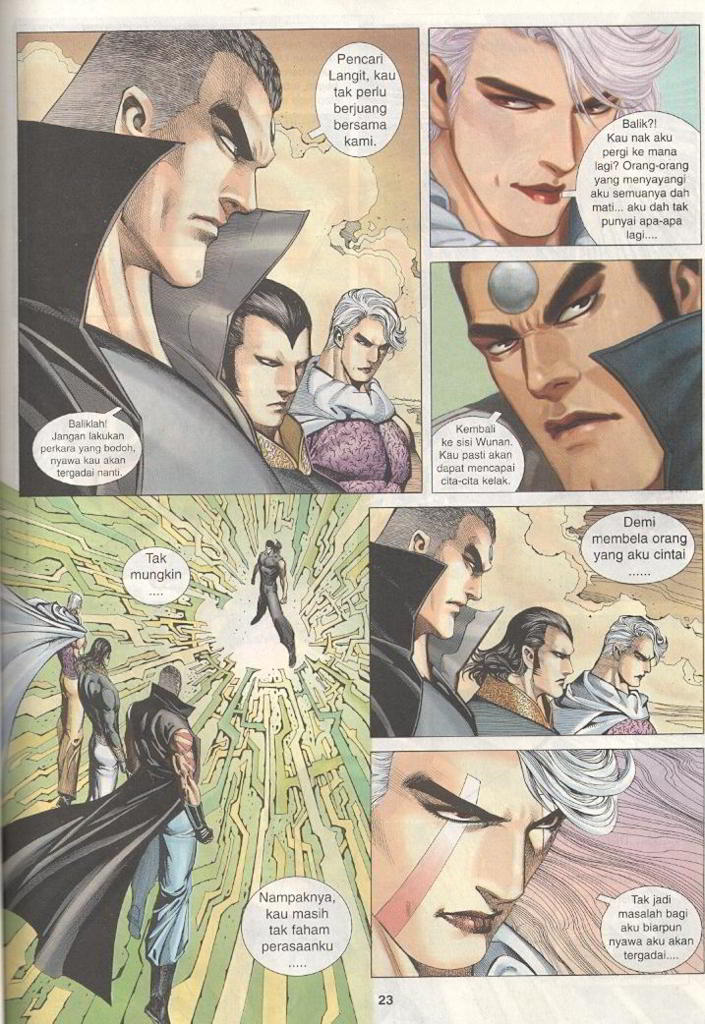 Pencari
Langit, kau
tak perlu
berjuang
bersama
kami.
Baliklah!
Jangan lakukan
perkara yang bodoh,
nyawa kau akan
tergadai nanti.
Balik?!
Kau nak aku
pergi ke mana
lagi? Orang-orang
yang menyayangi
aku semuanya dah
mati... aku dah tak
punyai apa-apa
lagi....
Kembali
ke sisi Wunan.
Kau pasti akan
dapat mencapai
cita-cita kelak.
Tak
mungkin
....
Nampaknya,
kau masih
tak faham
perasaanku
.....
Demi
membela orang
yang aku cintai
......
Tak jadi
masalah bagi
aku biarpun
nyawa aku akan
tergadai....
23